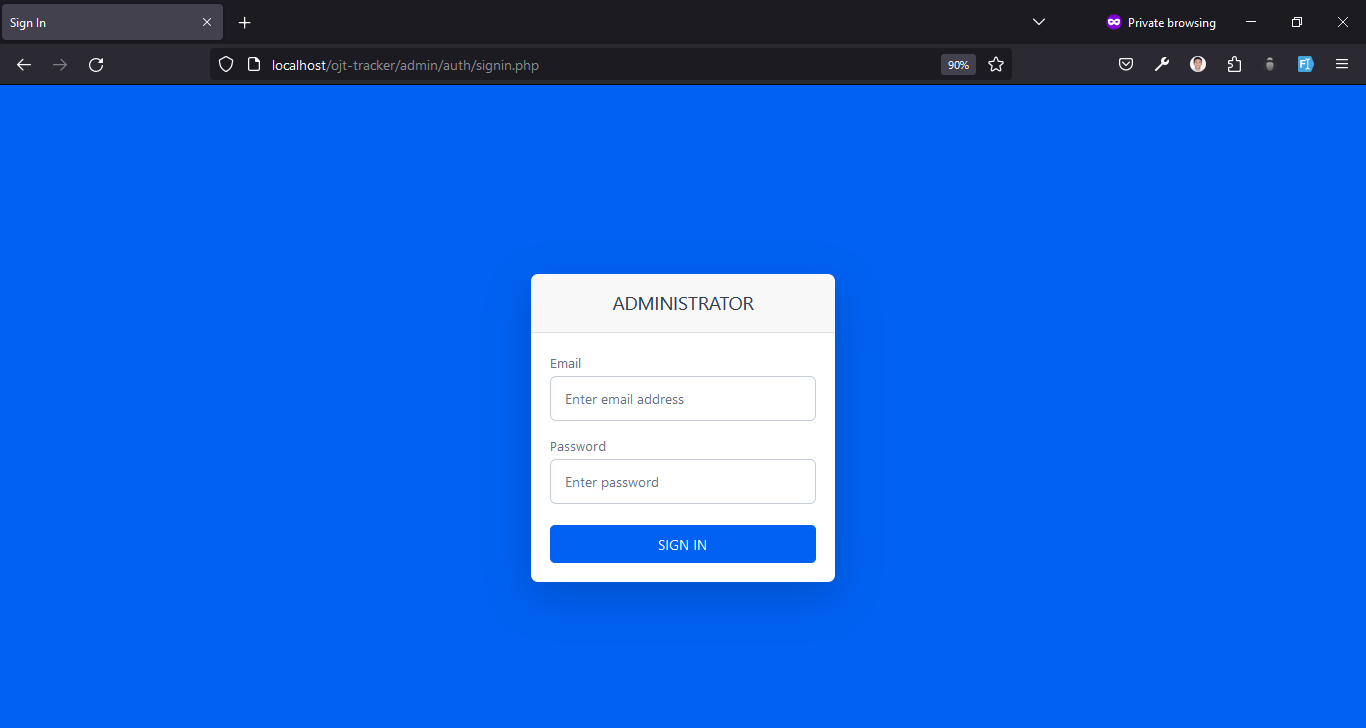 Sign In
Private browsing
localhost/ojt-tracker/admin/auth/signin.php
90%
ADMINISTRATOR
Email
Enter email address
Password
Enter password
SIGN IN